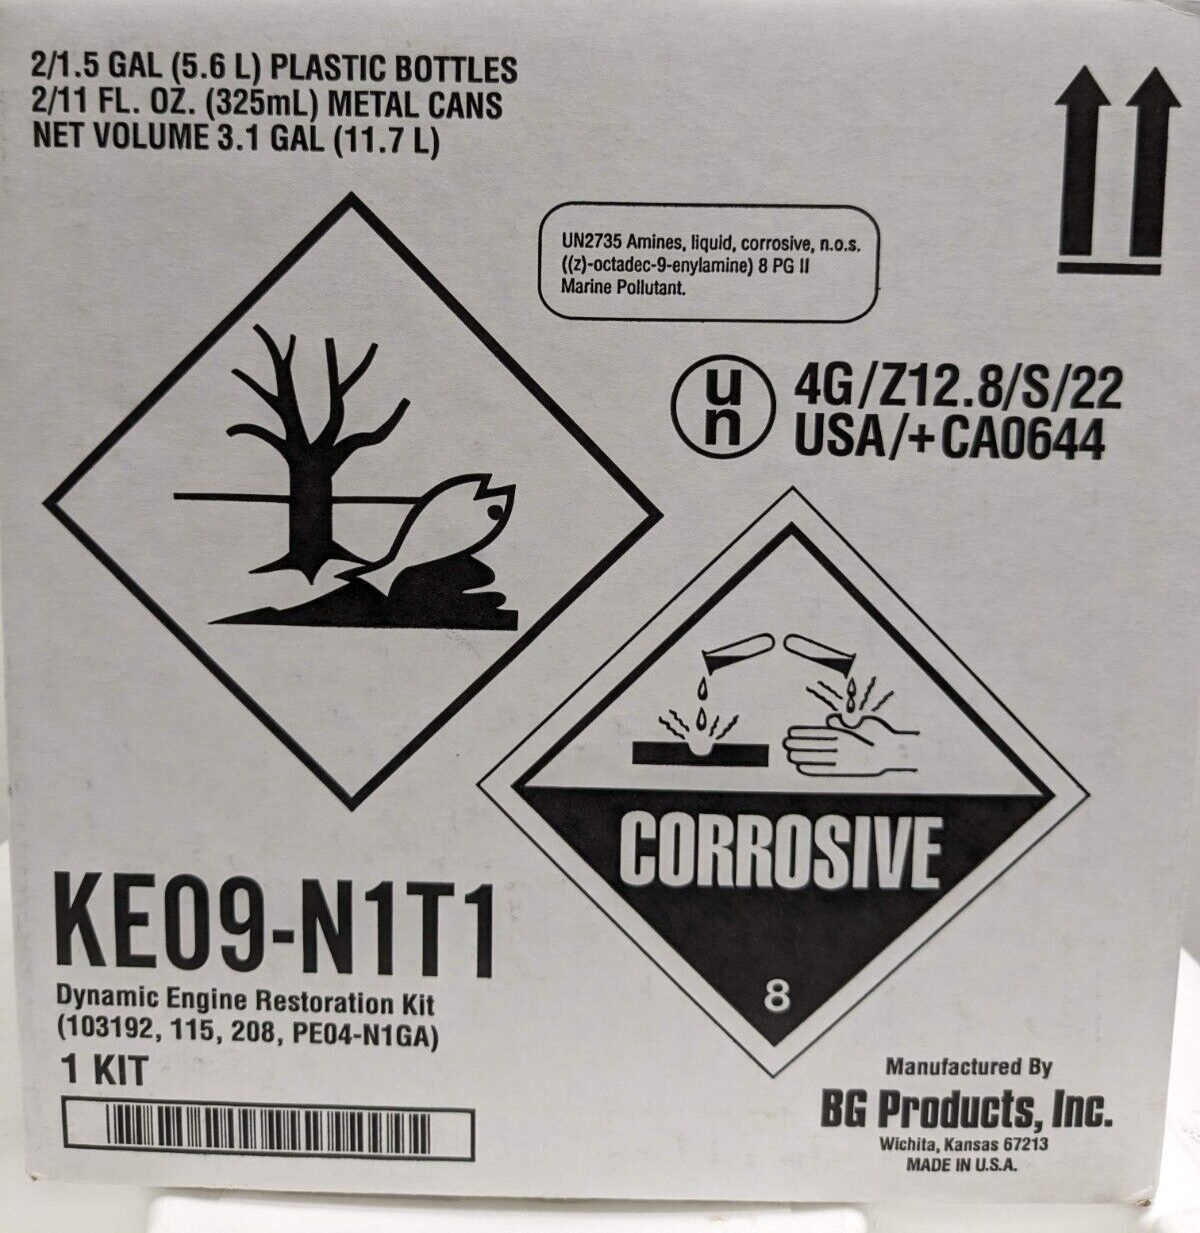 2/1.5 GAL (5.6 L) PLASTIC BOTTLES
2/11 FL. OZ. (325mL) METAL CANS
NET VOLUME 3.1 GAL (11.7 L)
UN2735 Amines, liquid, corrosive, n.o.s.
((z)-octadec-9-enylamine) 8 PG II
Marine Pollutant.
u
n
4G/Z12.8/S/22
USA/+CA0644
CORROSIVE
8
KE09-N1T1
Dynamic Engine Restoration Kit
(103192, 115, 208, PE04-N1GA)
1 KIT
Manufactured By
BG Products, Inc.
Wichita, Kansas 67213
MADE IN U.S.A.